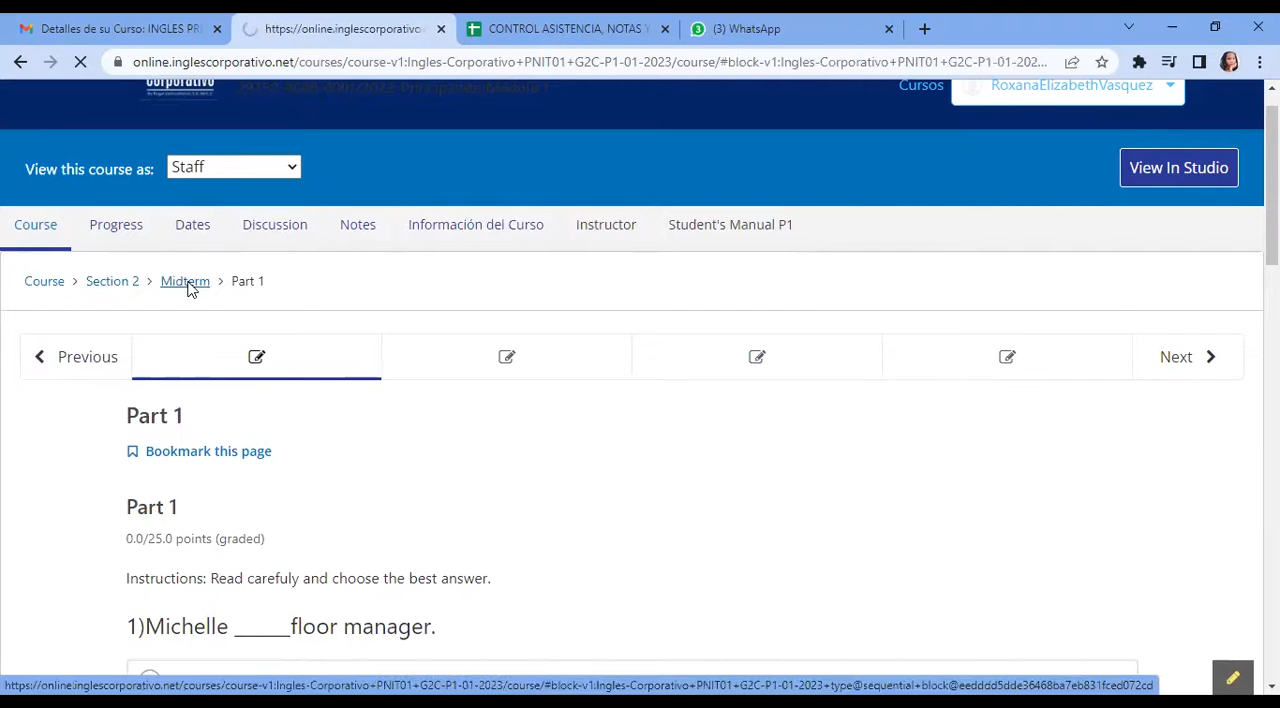 Detalles de su Curso: INGLES PRI
https://online.inglescorporativo
CONTROL ASISTENCIA, NOTAS Y
(3) WhatsApp
online.inglescorporativo.net/courses/course-v1:Ingles-Corporativo+PNIT01+G2C-P1-01-2023/course/#block-v1:Ingles-Corporativo+PNIT01+G2C-P1-01-202...
corporativo
Cursos
RoxanaElizabethVasquez
View this course as:
Staff
View In Studio
Course
Progress
Dates
Discussion
Notes
Información del Curso
Instructor
Student's Manual P1
Course > Section 2 > Midterm > Part 1
Previous
Next
Part 1
Bookmark this page
Part 1
0.0/25.0 points (graded)
Instructions: Read carefuly and choose the best answer.
1)Michelle ______floor manager.
https://online.inglescorporativo.net/courses/course-v1:Ingles-Corporativo+PNIT01+G2C-P1-01-2023/course/#block-v1:Ingles-Corporativo+PNIT01+G2C-P1-01-2023+type@sequential+block@eedddd5dde36468ba7eb831fced072cd